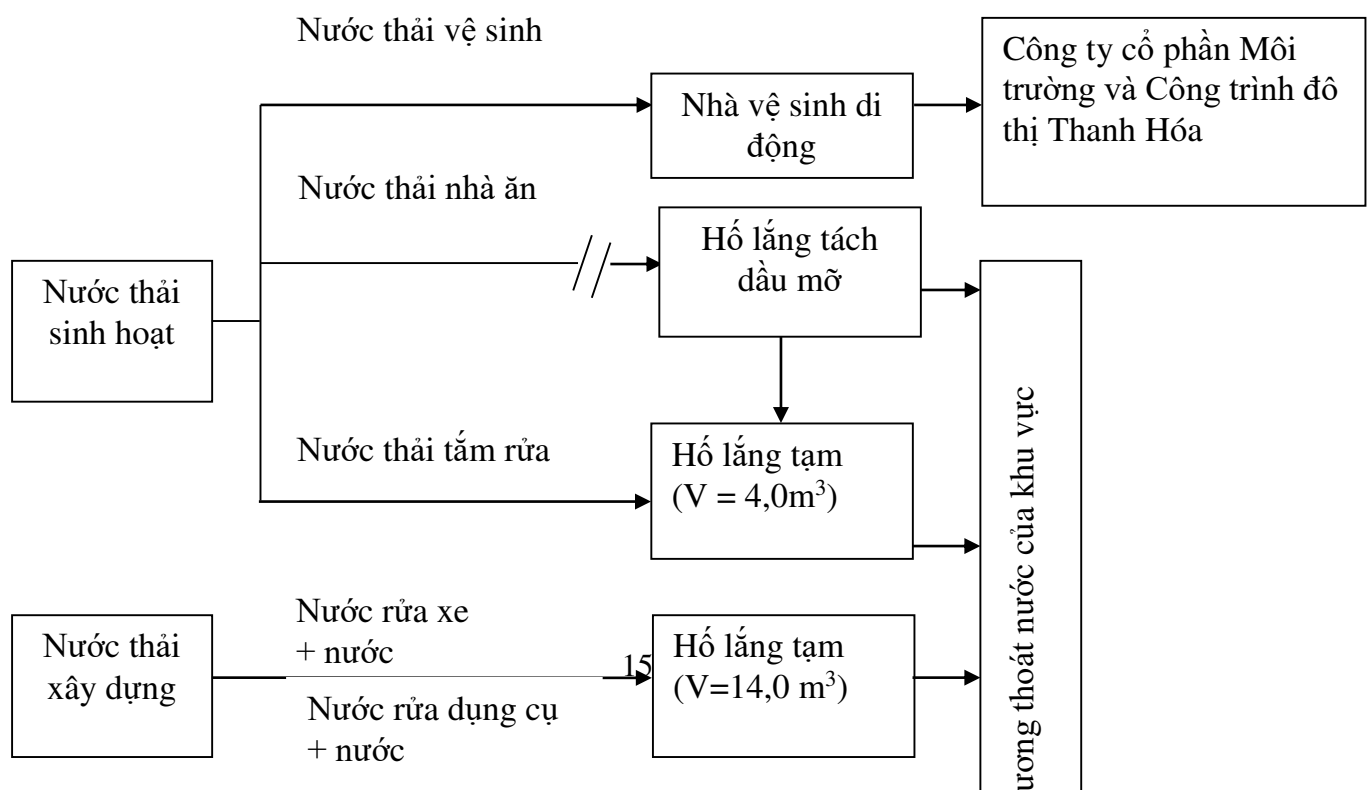 Nước thải vệ sinh
Công ty cổ phần Môi
trường và Công trình đô
thị Thanh Hóa
Nhà vệ sinh di
động
Nước thải nhà ăn
Hố lắng tách
dầu mỡ
Nước thải
sinh hoạt
Nước thải tắm rửa
Hố lắng tạm
(V = 4,0m³)
thoát nước của khu vực
Nước thải
xây dựng
Nước rửa xe
+ nước
15
Hố lắng tạm
(V=14,0 m³)
Nước rửa dụng cụ
+ nước